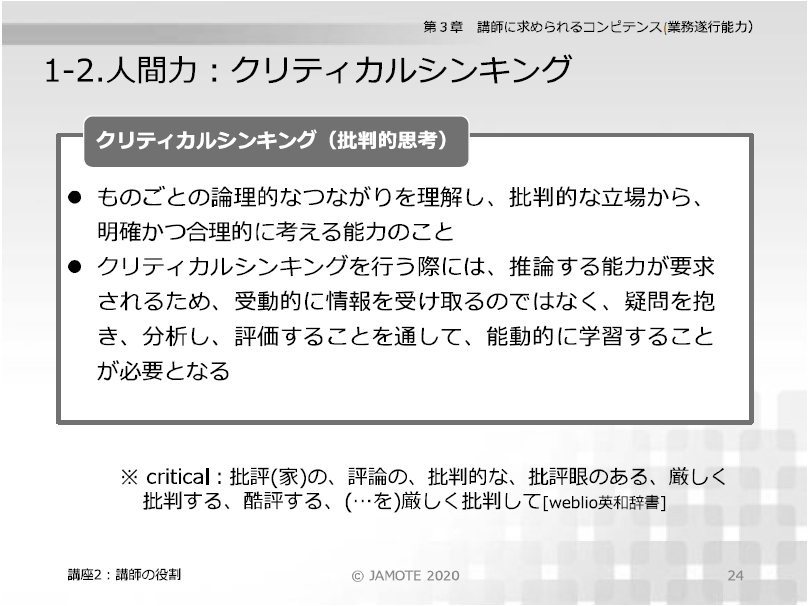 第３章　講師に求められるコンピテンス(業務遂行能力）
1-2.人間力：クリティカルシンキング
クリティカルシンキング（批判的思考）
● ものごとの論理的なつながりを理解し、批判的な立場から、
明確かつ合理的に考える能力のこと
● クリティカルシンキングを行う際には、推論する能力が要求
されるため、受動的に情報を受け取るのではなく、疑問を抱
き、分析し、評価することを通して、能動的に学習すること
が必要となる
※ critical：批評(家)の、評論の、批判的な、批評眼のある、厳しく
批判する、酷評する、(…を)厳しく批判して[weblio英和辞書]
講座2：講師の役割
© JAMOTE 2020
24